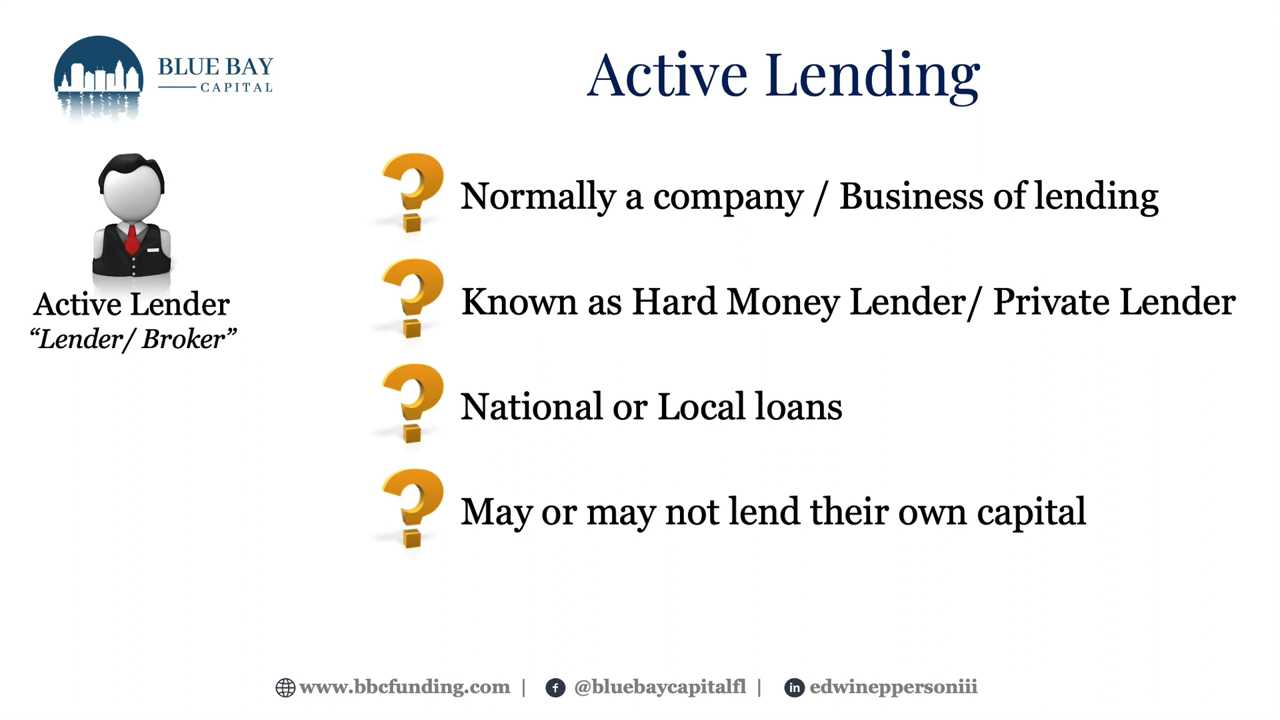 BLUE BAY
CAPITAL
Active Lending
Active Lender
“Lender/ Broker”
Normally a company / Business of lending
Known as Hard Money Lender/ Private Lender
National or Local loans
May or may not lend their own capital
www.bbcfunding.com | @bluebaycapitalfl | edwineppersoniii